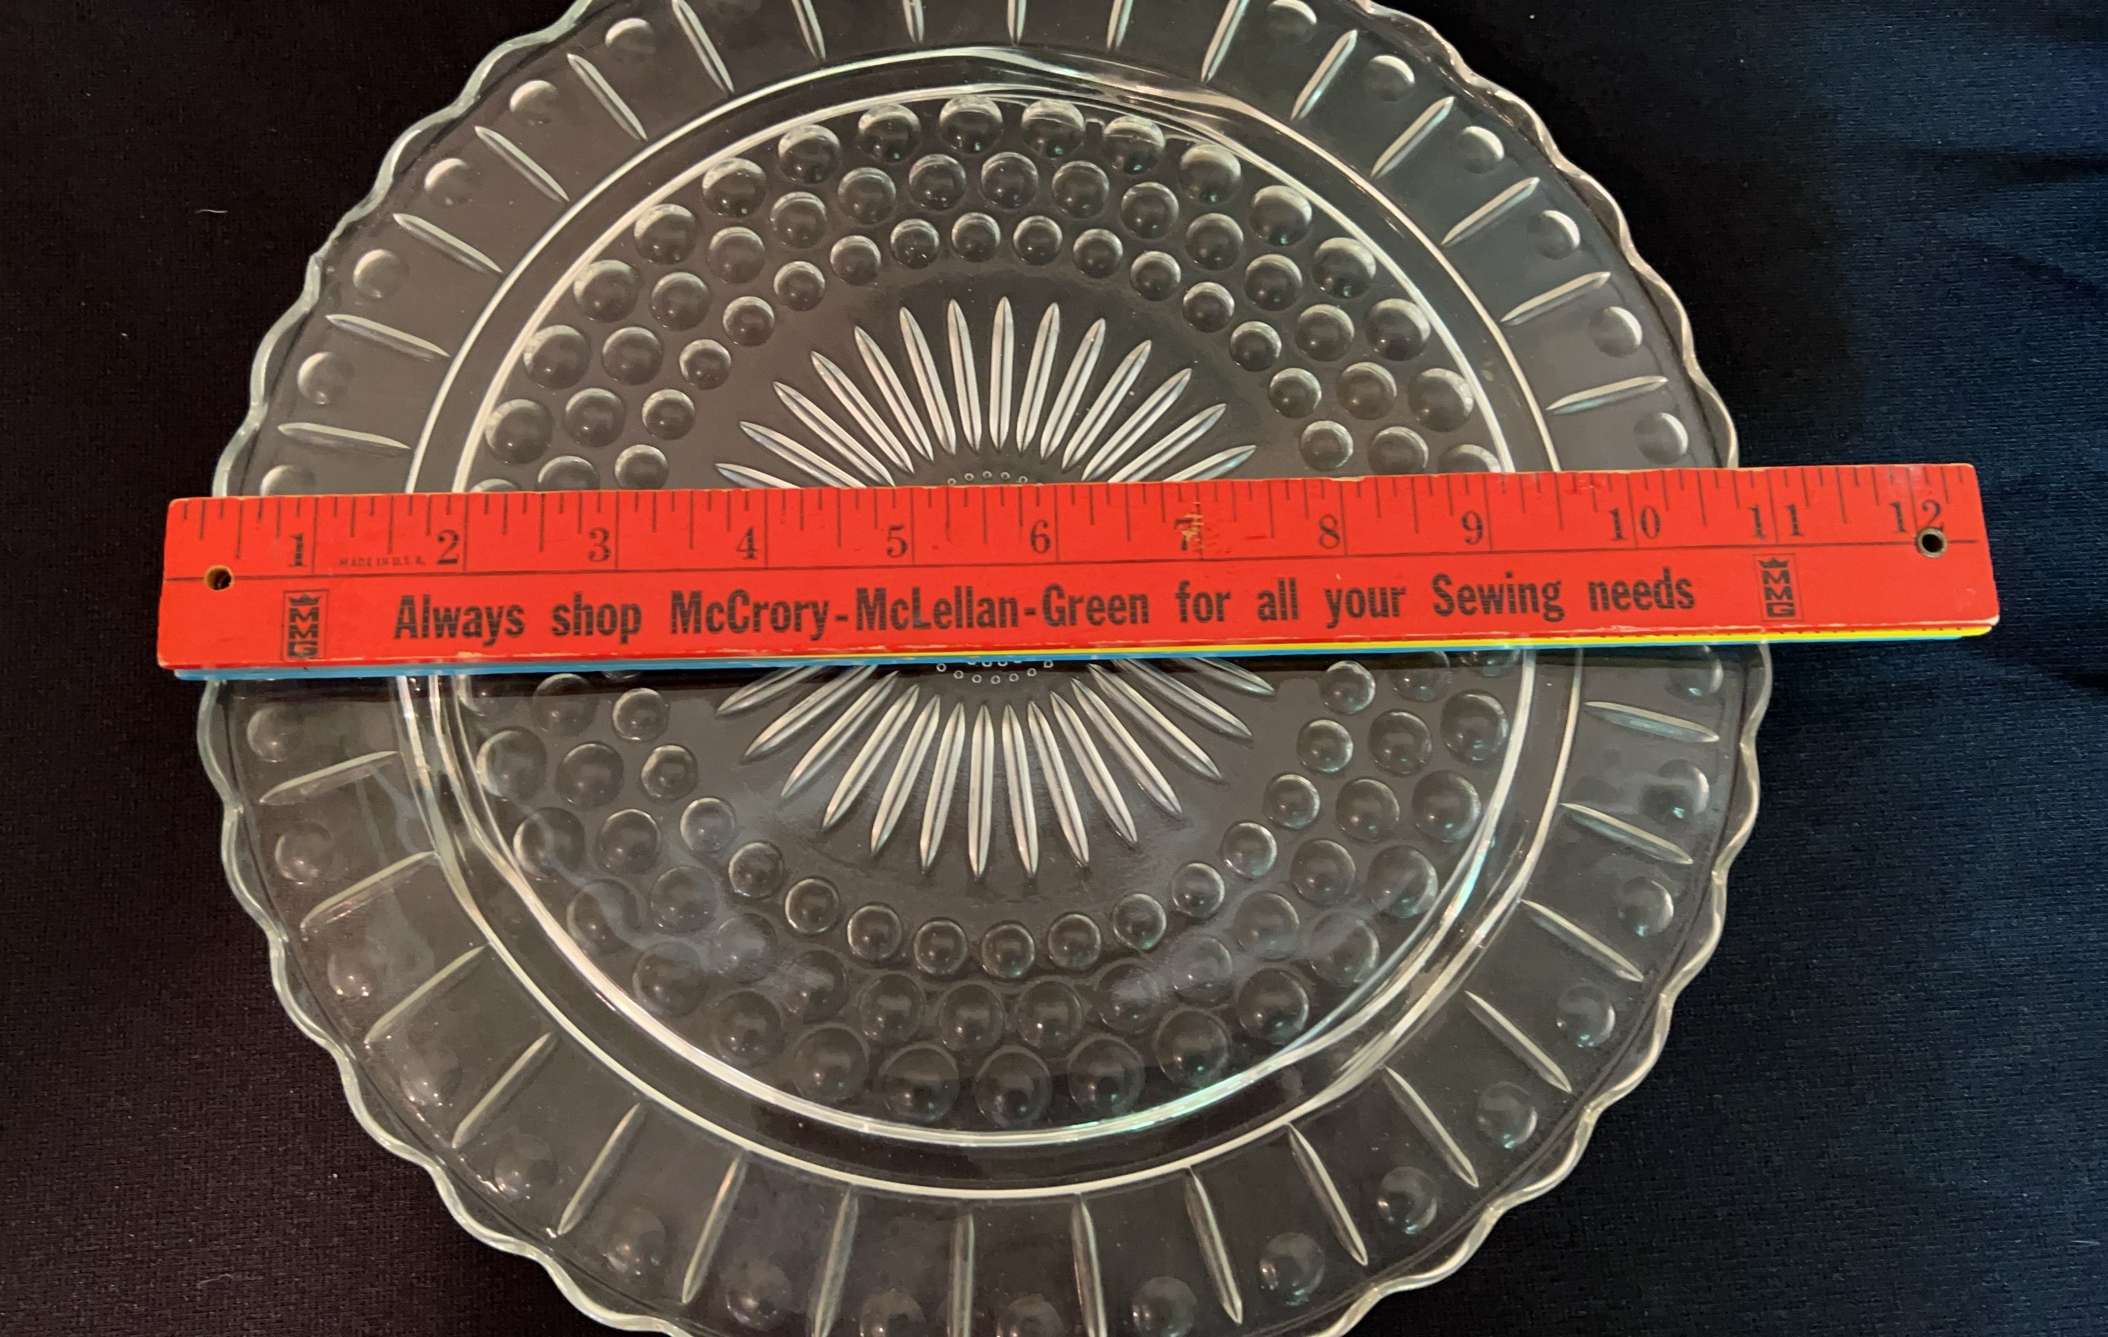 1 2 3 4 5 6 7 8 9 10 11 12
MADE IN U.S.A.
MMG Always shop McCrory-McLellan-Green for all your Sewing needs MMG